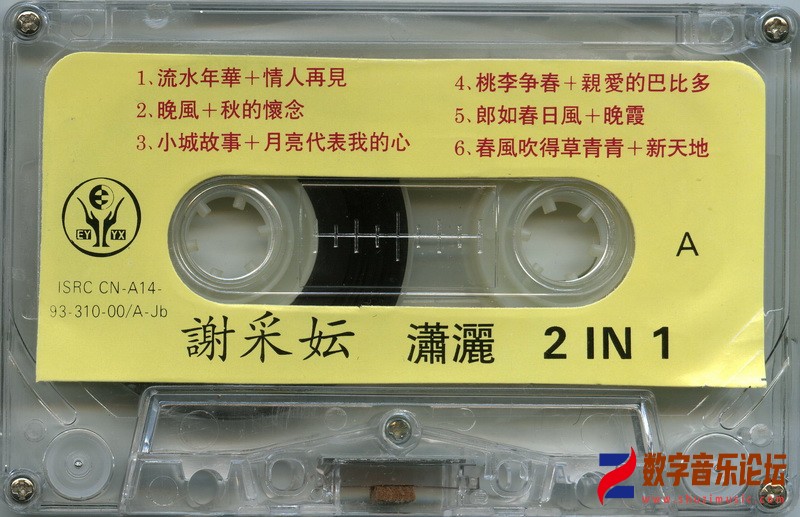 1、流水年華＋情人再見
2、晚風＋秋的懷念
3、小城故事＋月亮代表我的心
4、桃李争春＋親愛的巴比多
5、郎如春日風＋晚霞
6、春風吹得草青青＋新天地
EY YX
A
ISRC CN-A14-
93-310-00/A-Jb
謝采妘 瀟灑 2 IN 1
数字音乐论坛